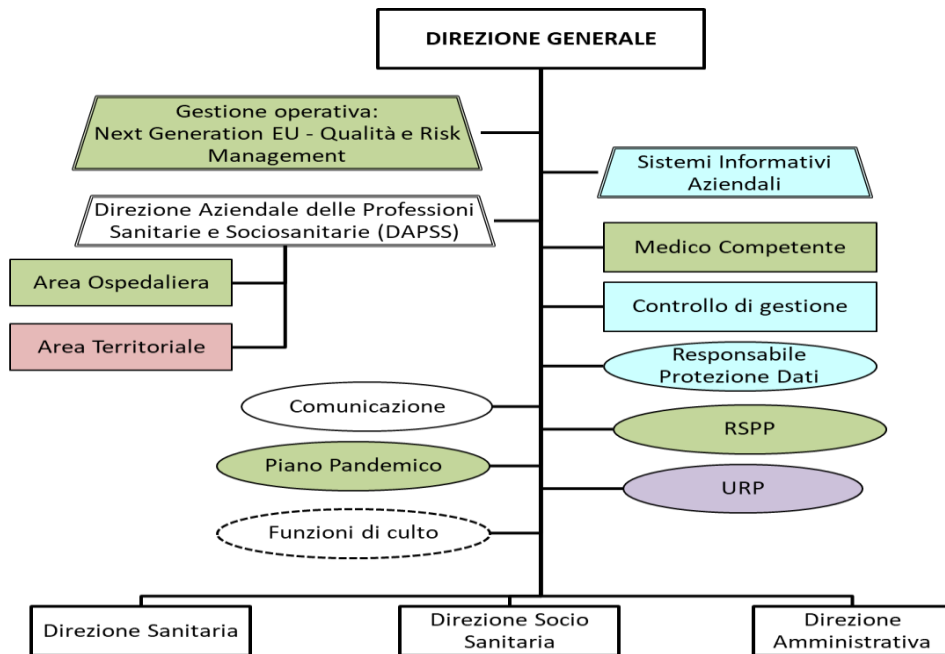 DIREZIONE GENERALE
Gestione operativa:
Next Generation EU - Qualità e Risk
Management
Sistemi Informativi
Aziendali
Direzione Aziendale delle Professioni
Sanitarie e Sociosanitarie (DAPSS)
Medico Competente
Area Ospedaliera
Controllo di gestione
Area Territoriale
Responsabile
Protezione Dati
Comunicazione
RSPP
Piano Pandemico
URP
Funzioni di culto
Direzione Sanitaria
Direzione Socio
Sanitaria
Direzione
Amministrativa